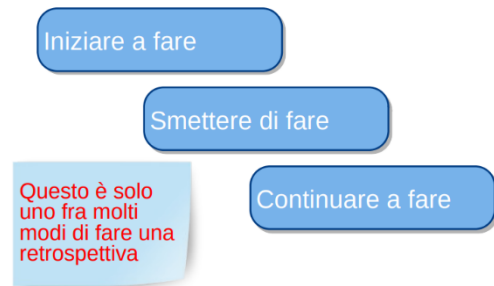 Iniziare a fare
Smettere di fare
Continuare a fare
Questo è solo
uno fra molti
modi di fare una
retrospettiva